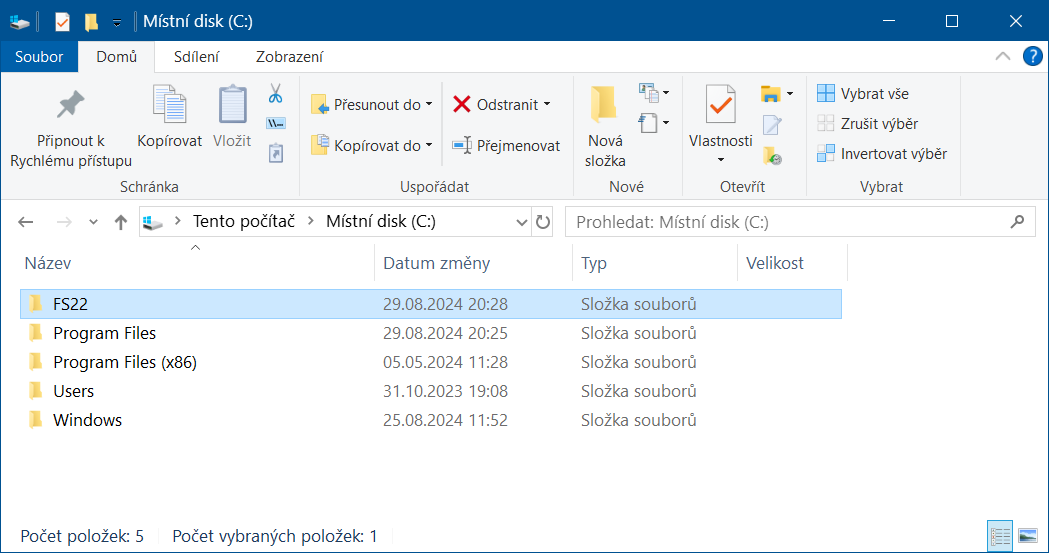 Místní disk (C:)
Soubor Domů Sdílení Zobrazení
Připnout k Rychlému přístupu
Kopírovat
Vložit
Schránka
Přesunout do
Kopírovat do
Odstranit
Přejmenovat
Uspořádat
Nová složka
Nové
Vlastnosti
Otevřít
Vybrat vše
Zrušit výběr
Invertovat výběr
Vybrat
Tento počítač Místní disk (C:)
Prohledat: Místní disk (C:)
Název Datum změny Typ Velikost
FS22 29.08.2024 20:28 Složka souborů
Program Files 29.08.2024 20:25 Složka souborů
Program Files (x86) 05.05.2024 11:28 Složka souborů
Users 31.10.2023 19:08 Složka souborů
Windows 25.08.2024 11:52 Složka souborů
Počet položek: 5 Počet vybraných položek: 1